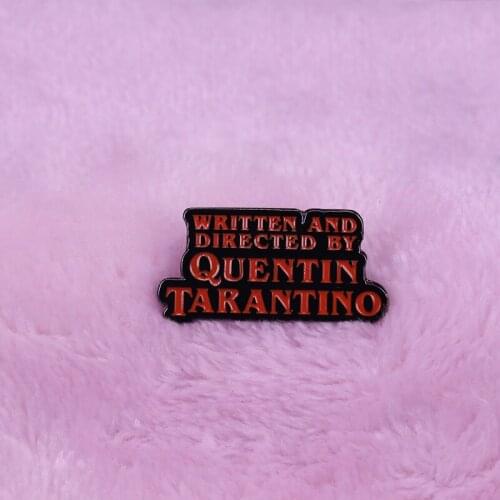 WRITTEN AND
DIRECTED BY
QUENTIN
TARANTINO